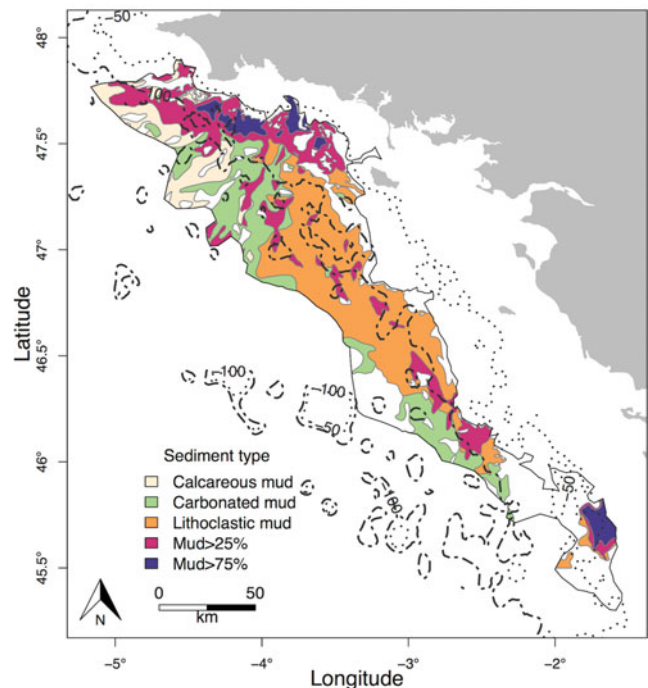 48°
47.5°
47°
46.5°
46°
45.5°
Latitude
−50
100
−100
−100
−50
−100
−50
Sediment type
Calcareous mud
Carbonated mud
Lithoclastic mud
Mud>25%
Mud>75%
N
0 50
km
−5° −4° −3° −2°
Longitude